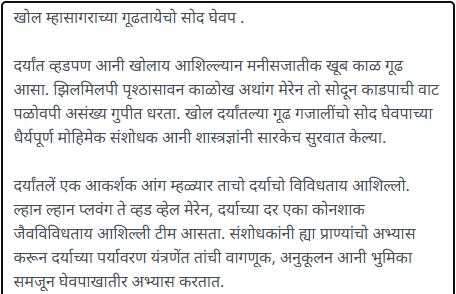 खोल म्हासागराच्या गूढतायेचो सोद घेवप .
दर्यांत व्हडपण आनी खोलाय आशिल्ल्यान मनीसजातीक खूब काळ गूढ
आसा. झिलमिलपी पृश्ठासावन काळोख अथांग मेरेन तो सोदून काडपाची वाट
पळोवपी असंख्य गुपीत धरता. खोल दर्यांतल्या गूढ गजालींचो सोद घेवपाच्या
धैर्यपूर्ण मोहिमेक संशोधक आनी शास्त्रज्ञांनी सारकेच सुरवात केल्या.
दर्यांतलें एक आकर्शक आंग म्हळ्यार ताचो दर्याचो विविधताय आशिल्लो.
ल्हान ल्हान प्लवंग ते व्हड व्हेल मेरेन, दर्याच्या दर एका कोनशाक
जैवविविधताय आशिल्ली टीम आसता. संशोधकांनी ह्या प्राण्यांचो अभ्यास
करून दर्याच्या पर्यावरण यंत्रणेंत तांची वागणूक, अनुकूलन आनी भुमिका
समजून घेवपाखातीर अभ्यास करतात.